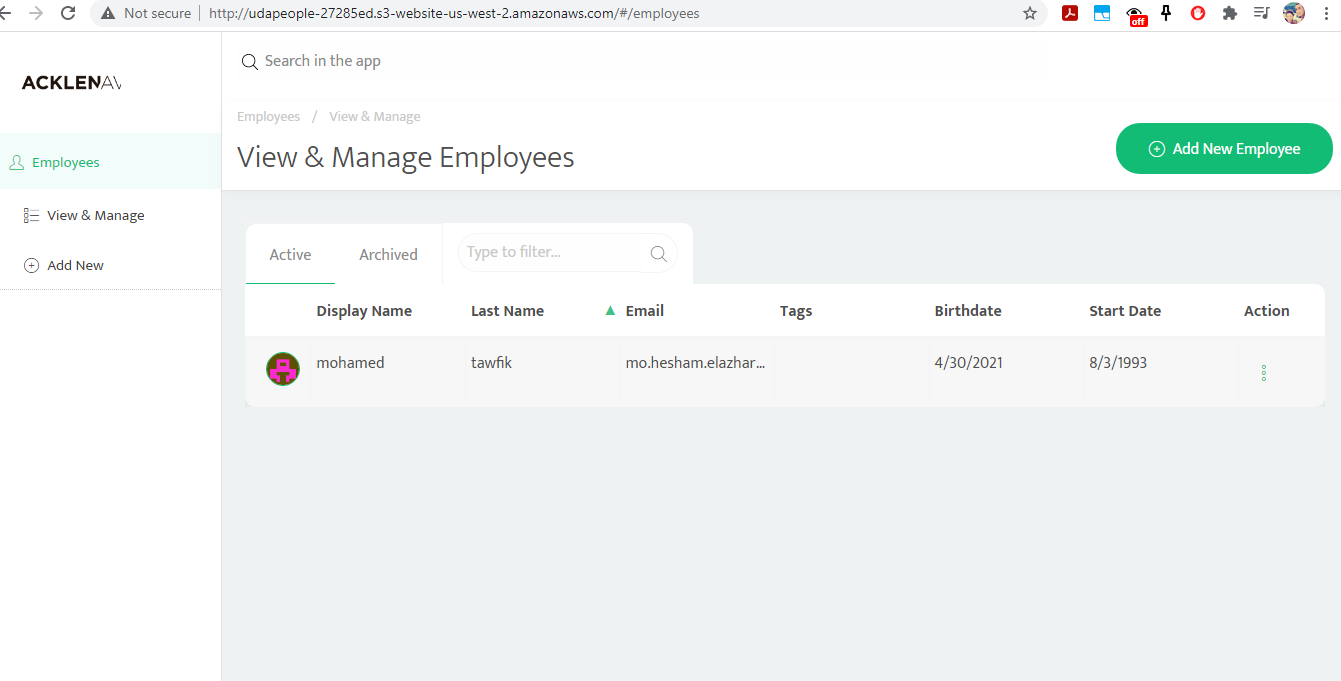 Not secure http://udapeople-27285ed.s3-website-us-west-2.amazonaws.com/#/employees
off
ACKLENAV
Search in the app
Employees / View & Manage
View & Manage Employees
Add New Employee
Employees
View & Manage
Add New
Active Archived Type to filter...
Display Name Last Name Email Tags Birthdate Start Date Action
mohamed tawfik mo.hesham.elazhar... 4/30/2021 8/3/1993